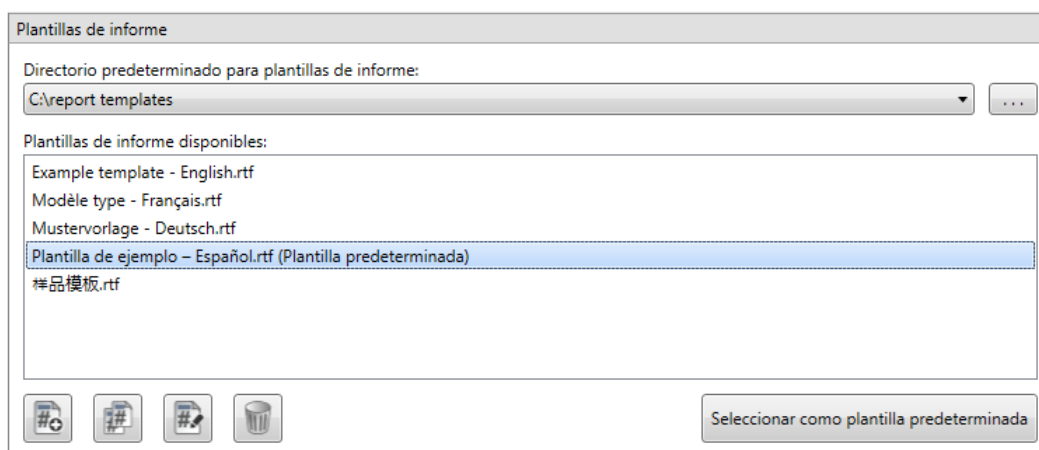 Plantillas de informe
Directorio predeterminado para plantillas de informe:
C:\report templates
...
Plantillas de informe disponibles:
Example template - English.rtf
Modèle type - Français.rtf
Mustervorlage - Deutsch.rtf
Plantilla de ejemplo – Español.rtf (Plantilla predeterminada)
样品模板.rtf
# # #
Seleccionar como plantilla predeterminada